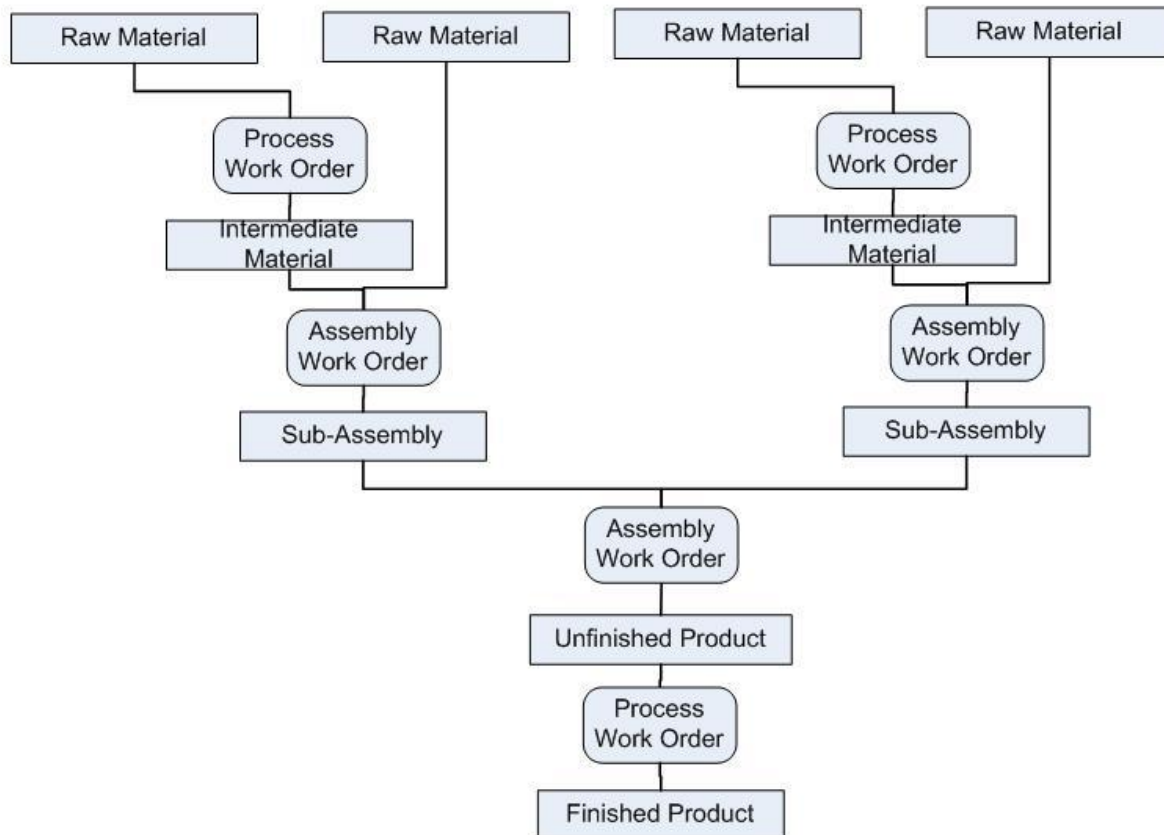 Raw Material
Raw Material
Raw Material
Raw Material
Process
Work Order
Process
Work Order
Intermediate
Material
Intermediate
Material
Assembly
Work Order
Assembly
Work Order
Sub-Assembly
Sub-Assembly
Assembly
Work Order
Unfinished Product
Process
Work Order
Finished Product